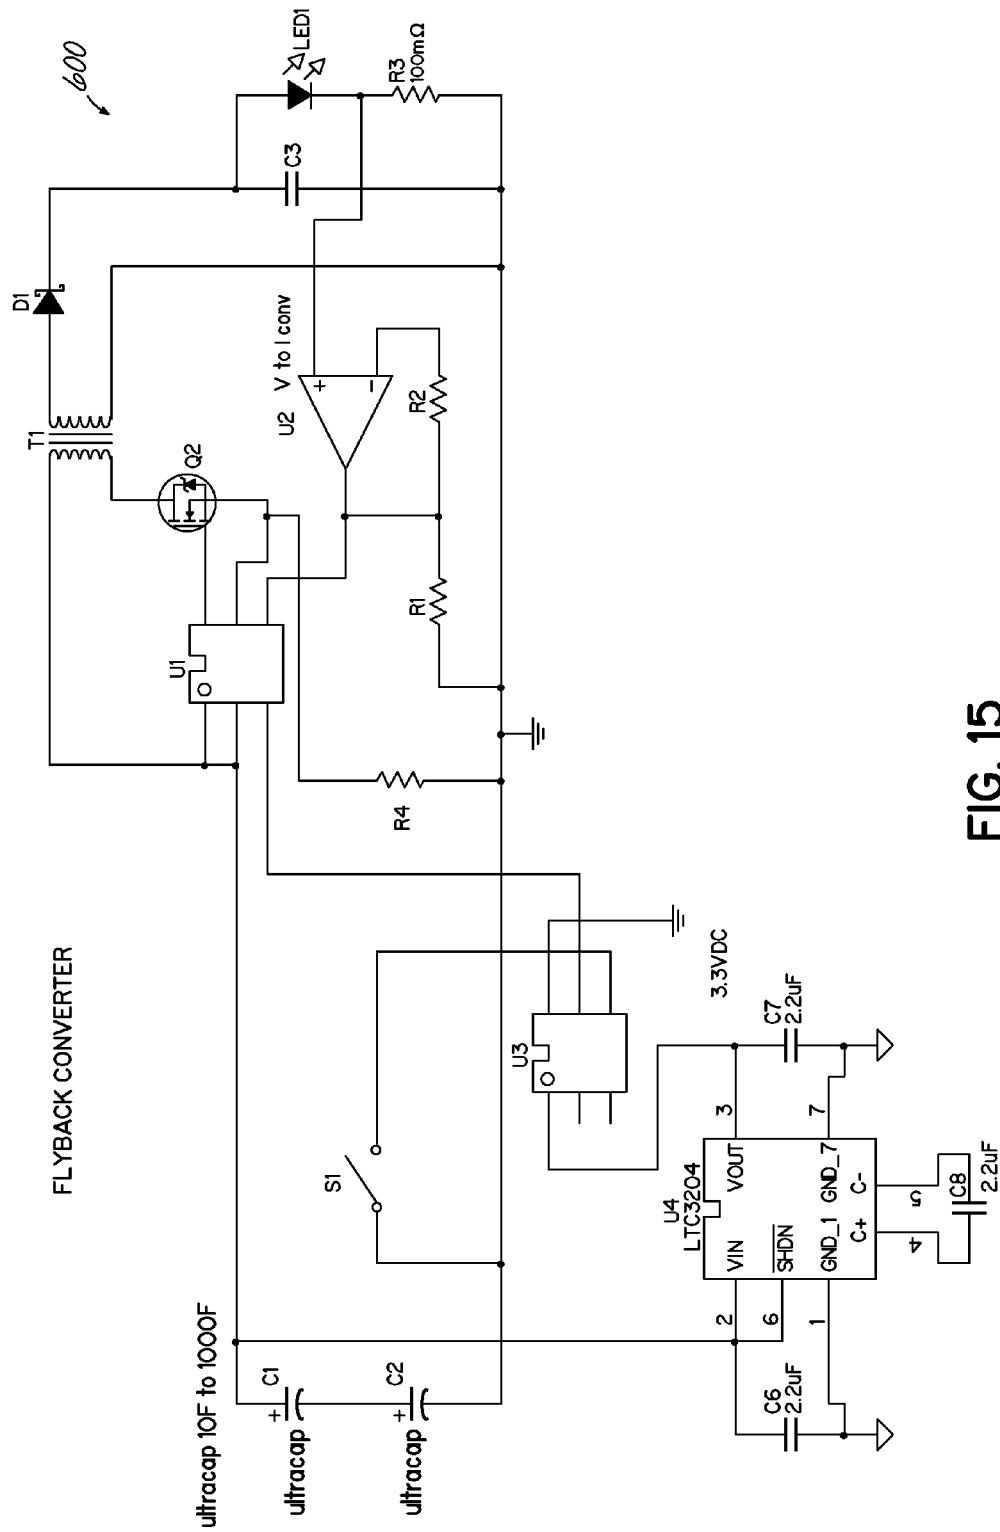 600
FLYBACK CONVERTER
ultracap 10F to 1000F
C1
+
ultracap
C2
+
ultracap
S1
T1
D1
Q2
U1
U2
V to I conv
+
−
C3
LED1
R3
100mΩ
R1
R2
R4
U3
3.3VDC
U4
LTC3204
VIN
VOUT
SHDN
GND_1
GND_7
C+
C-
2
3
6
1
7
4
5
C6
2.2uF
C7
2.2uF
C8
2.2uF
FIG. 15